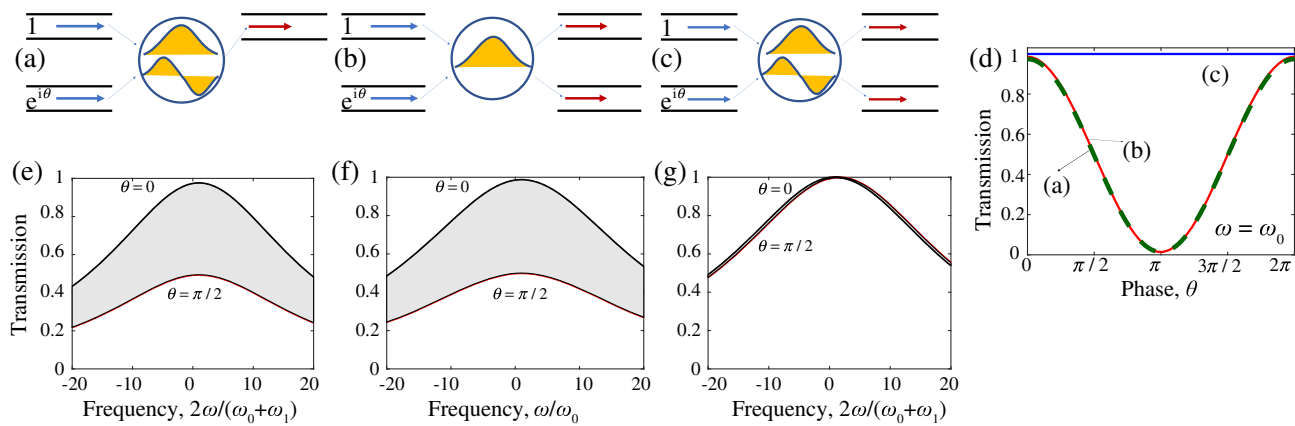 1
(a)
e^{iθ}
1
(b)
e^{iθ}
1
(c)
e^{iθ}
(d)
Transmission
1
0.8
0.6
0.4
0.2
0
(c)
(b)
(a)
ω = ω₀
0 π / 2 π 3π / 2 2π
Phase, θ
(e)
Transmission
1
0.8
0.6
0.4
0.2
0
θ = 0
θ = π / 2
-20 -10 0 10 20
Frequency, 2ω/(ω₀+ω₁)
(f)
1
0.8
0.6
0.4
0.2
0
θ = 0
θ = π / 2
-20 -10 0 10 20
Frequency, ω/ω₀
(g)
1
0.8
0.6
0.4
0.2
0
θ = 0
θ = π / 2
-20 -10 0 10 20
Frequency, 2ω/(ω₀+ω₁)